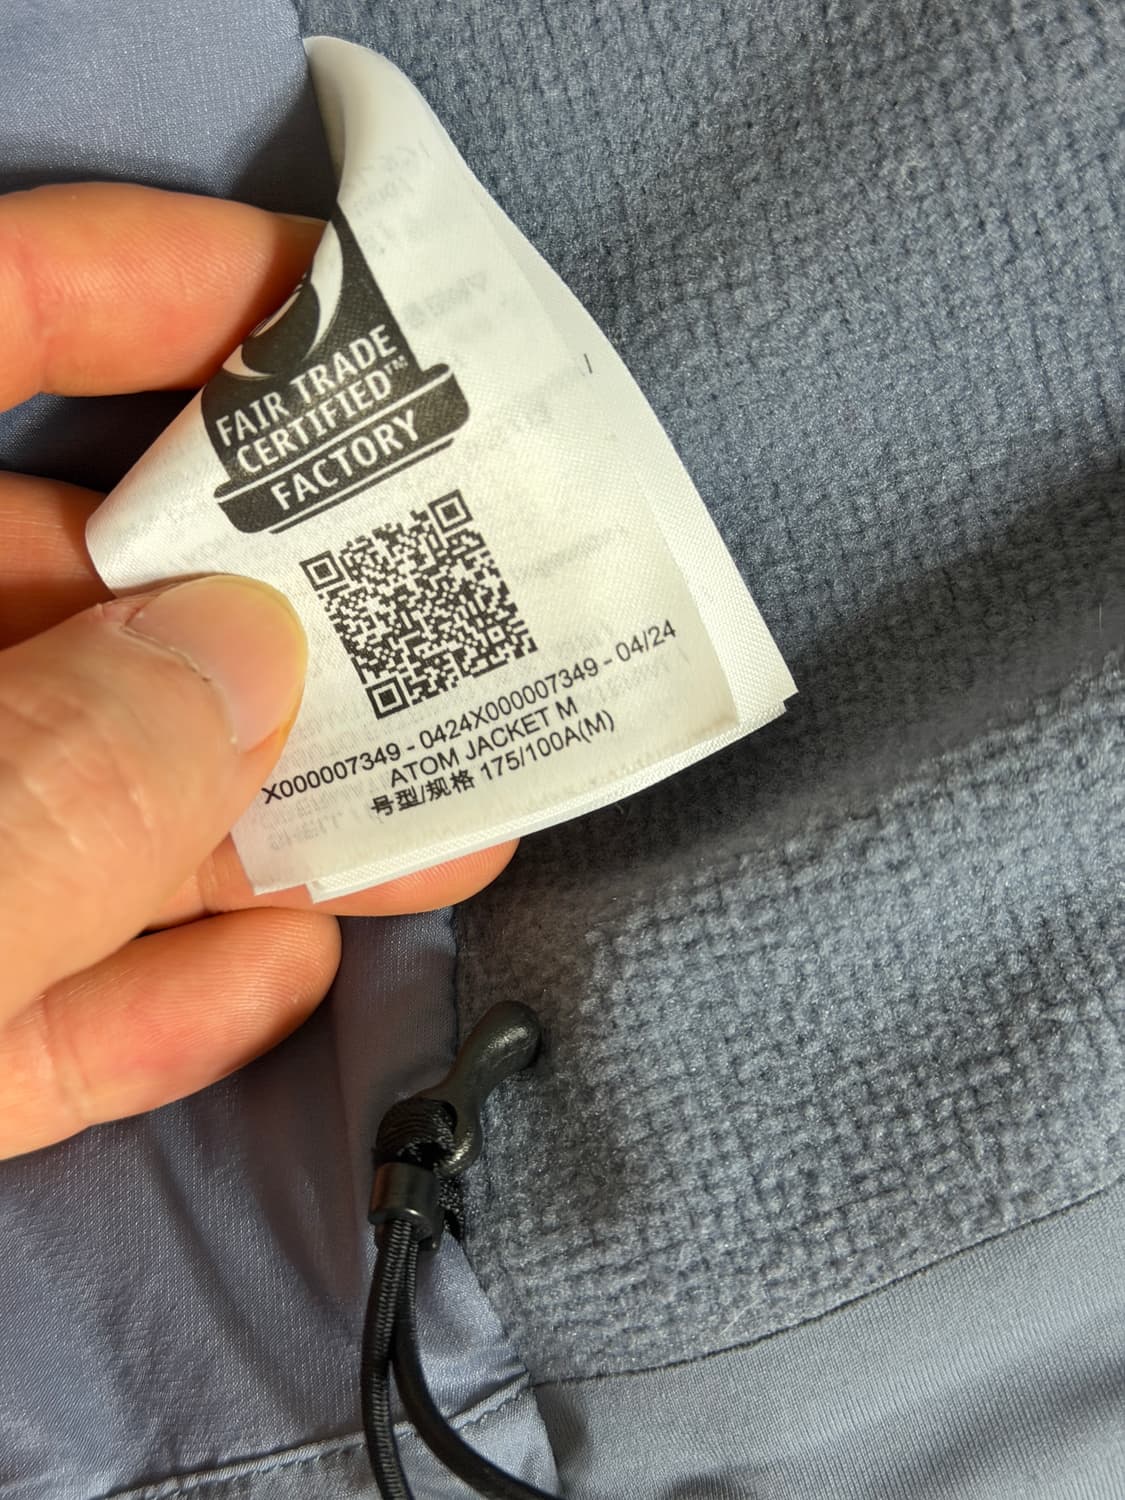 FAIR TRADE
CERTIFIED™
FACTORY
X000007349 - 0424X000007349 - 04/24
ATOM JACKET M
号型/规格 175/100A(M)